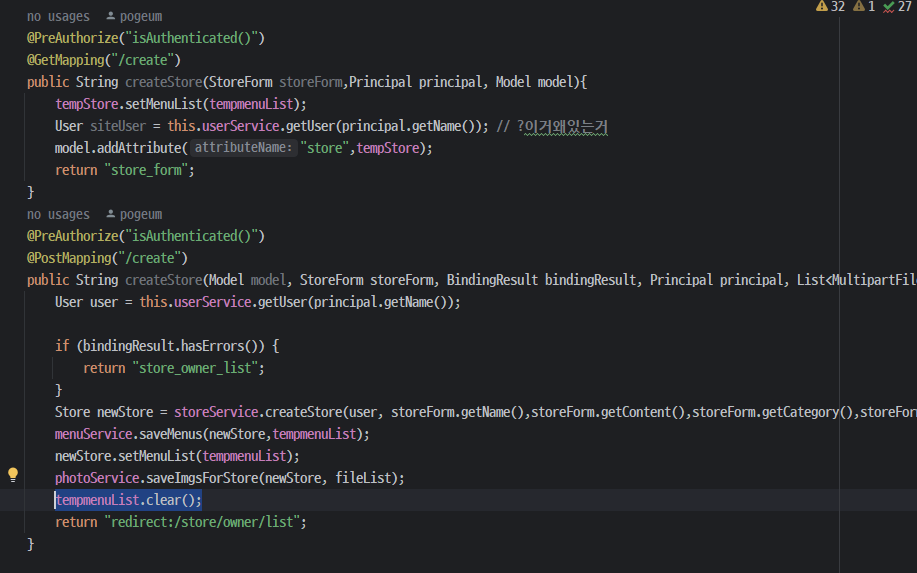 32 1 27
no usages pogeum
@PreAuthorize("isAuthenticated()")
@GetMapping("/create")
public String createStore(StoreForm storeForm,Principal principal, Model model){
tempStore.setMenuList(tempmenuList);
User siteUser = this.userService.getUser(principal.getName()); // ?이거왜있는거
model.addAttribute( attributeName: "store",tempStore);
return "store_form";
}
no usages pogeum
@PreAuthorize("isAuthenticated()")
@PostMapping("/create")
public String createStore(Model model, StoreForm storeForm, BindingResult bindingResult, Principal principal, List<MultipartFil
User user = this.userService.getUser(principal.getName());
if (bindingResult.hasErrors()) {
return "store_owner_list";
}
Store newStore = storeService.createStore(user, storeForm.getName(),storeForm.getContent(),storeForm.getCategory(),storeFor
menuService.saveMenus(newStore,tempmenuList);
newStore.setMenuList(tempmenuList);
photoService.saveImgsForStore(newStore, fileList);
tempmenuList.clear();
return "redirect:/store/owner/list";
}